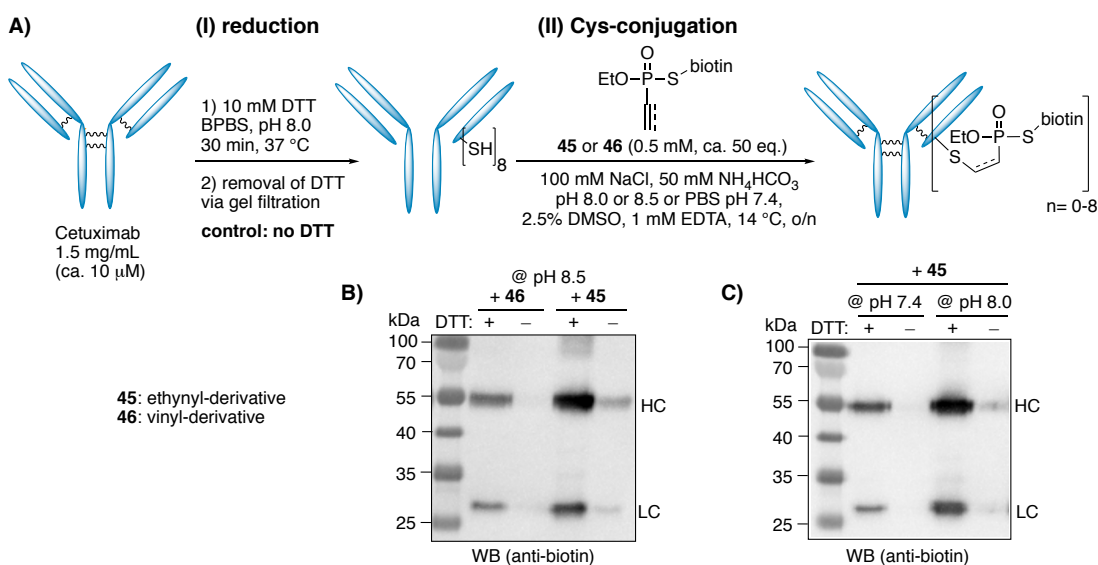 A)
(I) reduction
(II) Cys-conjugation
1) 10 mM DTT
BPBS, pH 8.0
30 min, 37 °C
2) removal of DTT
via gel filtration
control: no DTT
Cetuximab
1.5 mg/mL
(ca. 10 μM)
[SH]8
O
EtO P S biotin
45 or 46 (0.5 mM, ca. 50 eq.)
100 mM NaCl, 50 mM NH4HCO3
pH 8.0 or 8.5 or PBS pH 7.4,
2.5% DMSO, 1 mM EDTA, 14 °C, o/n
biotin
O
EtO P S
S
n= 0-8
45: ethynyl-derivative
46: vinyl-derivative
B)
@ pH 8.5
+ 46 + 45
kDa DTT: + – + –
100
70
55 HC
40
35
25 LC
WB (anti-biotin)
C)
+ 45
@ pH 7.4 @ pH 8.0
kDa DTT: + – + –
100
70
55 HC
40
35
25 LC
WB (anti-biotin)